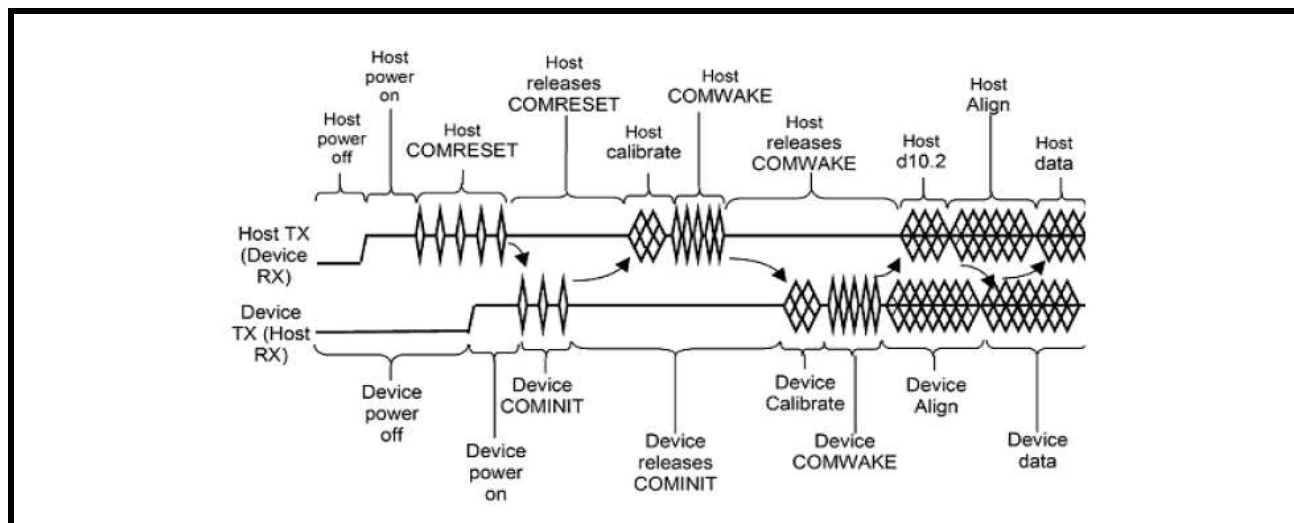 Host
power
off
Host
power
on
Host
COMRESET
Host
releases
COMRESET
Host
calibrate
Host
COMWAKE
Host
releases
COMWAKE
Host
d10.2
Host
Align
Host
data
Host TX
(Device
RX)
Device
TX (Host
RX)
Device
power
off
Device
power
on
Device
COMINIT
Device
releases
COMINIT
Device
Calibrate
Device
COMWAKE
Device
Align
Device
data